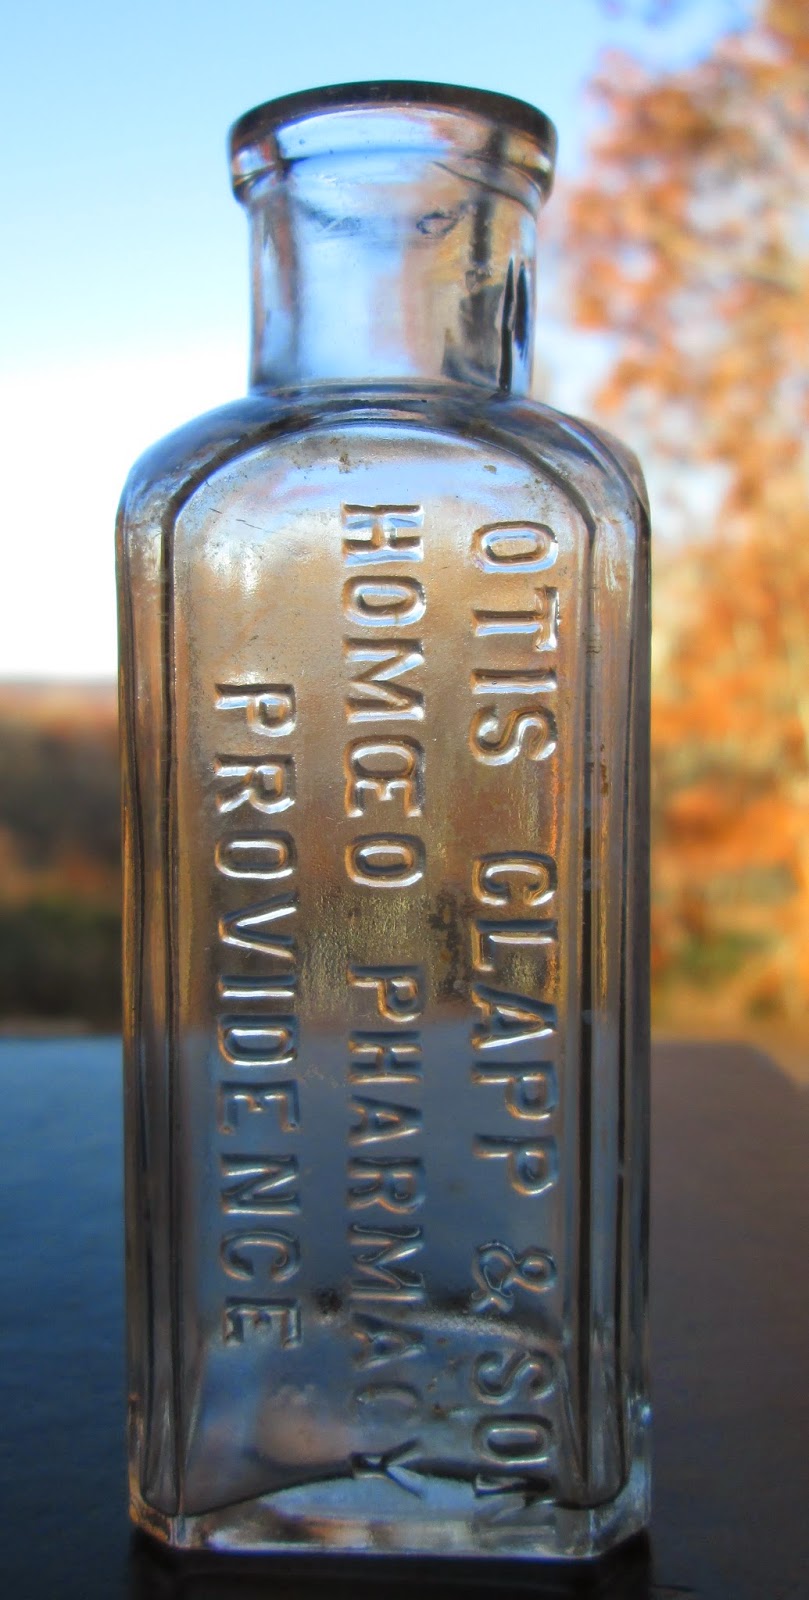 OTIS CLAPP & SON
HOMŒO PHARMACY
PROVIDENCE